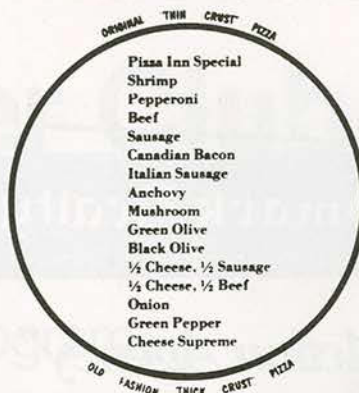 ORIGINAL THIN CRUST PIZZA
Pizza Inn Special
Shrimp
Pepperoni
Beef
Sausage
Canadian Bacon
Italian Sausage
Anchovy
Mushroom
Green Olive
Black Olive
½ Cheese, ½ Sausage
½ Cheese, ½ Beef
Onion
Green Pepper
Cheese Supreme
OLD FASHION THICK CRUST PIZZA